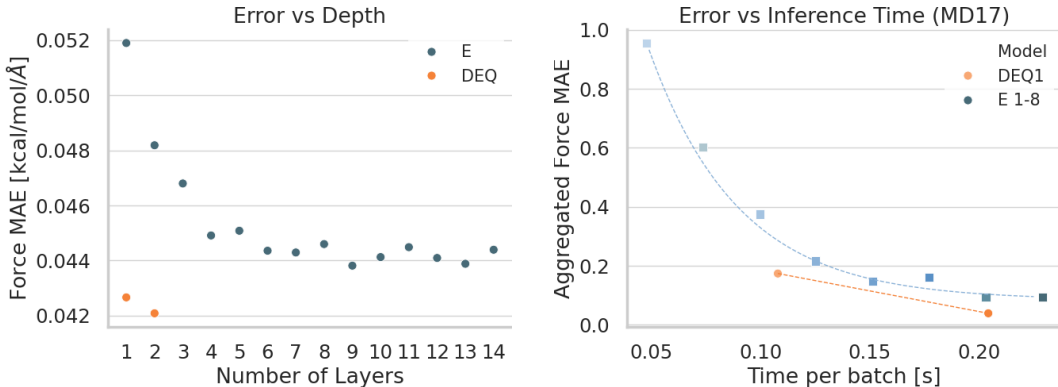 Error vs Depth
Force MAE [kcal/mol/Å]
0.052
0.050
0.048
0.046
0.044
0.042
E
DEQ
1 2 3 4 5 6 7 8 9 10 11 12 13 14
Number of Layers
Error vs Inference Time (MD17)
Aggregated Force MAE
1.0
0.8
0.6
0.4
0.2
0.0
Model
DEQ1
E 1-8
0.05 0.10 0.15 0.20
Time per batch [s]